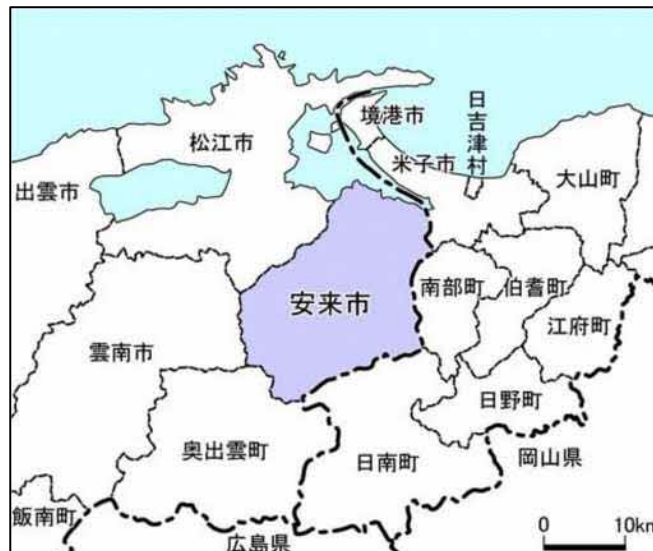 境港市
日吉津村
松江市
米子市
大山町
出雲市
南部町
伯耆町
安来市
江府町
雲南市
日野町
奥出雲町
日南町
岡山県
飯南町
広島県
0 10km